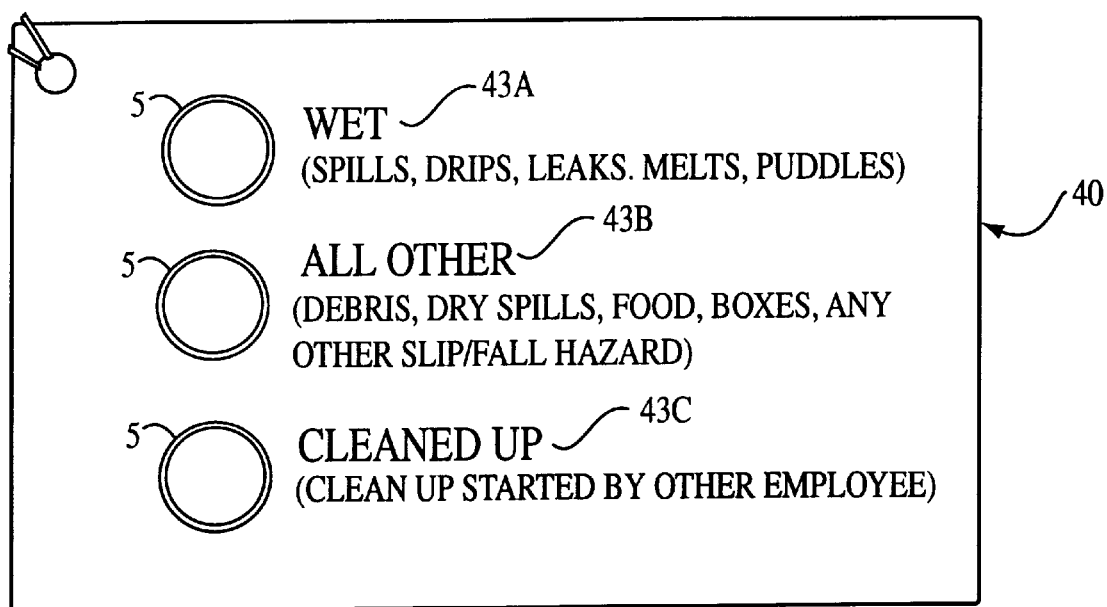 43A
5 WET
(SPILLS, DRIPS, LEAKS. MELTS, PUDDLES)
40
43B
5 ALL OTHER
(DEBRIS, DRY SPILLS, FOOD, BOXES, ANY
OTHER SLIP/FALL HAZARD)
43C
5 CLEANED UP
(CLEAN UP STARTED BY OTHER EMPLOYEE)